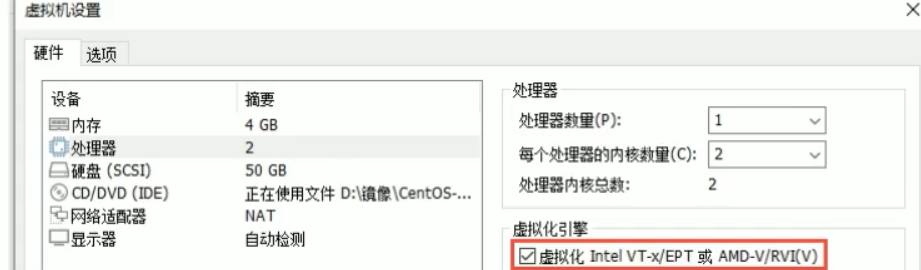 虚拟机设置
硬件 选项
设备 摘要
内存 4 GB
处理器 2
硬盘 (SCSI) 50 GB
CD/DVD (IDE) 正在使用文件 D:\镜像\CentOS-...
网络适配器 NAT
显示器 自动检测
处理器
处理器数量(P): 1
每个处理器的内核数量(C): 2
处理器内核总数: 2
虚拟化引擎
虚拟化 Intel VT-x/EPT 或 AMD-V/RVI(V)